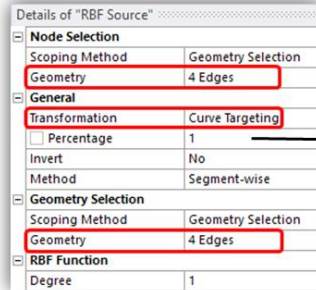 Details of "RBF Source"
Node Selection
Scoping Method Geometry Selection
Geometry 4 Edges
General
Transformation Curve Targeting
Percentage 1
Invert No
Method Segment-wise
Geometry Selection
Scoping Method Geometry Selection
Geometry 4 Edges
RBF Function
Degree 1